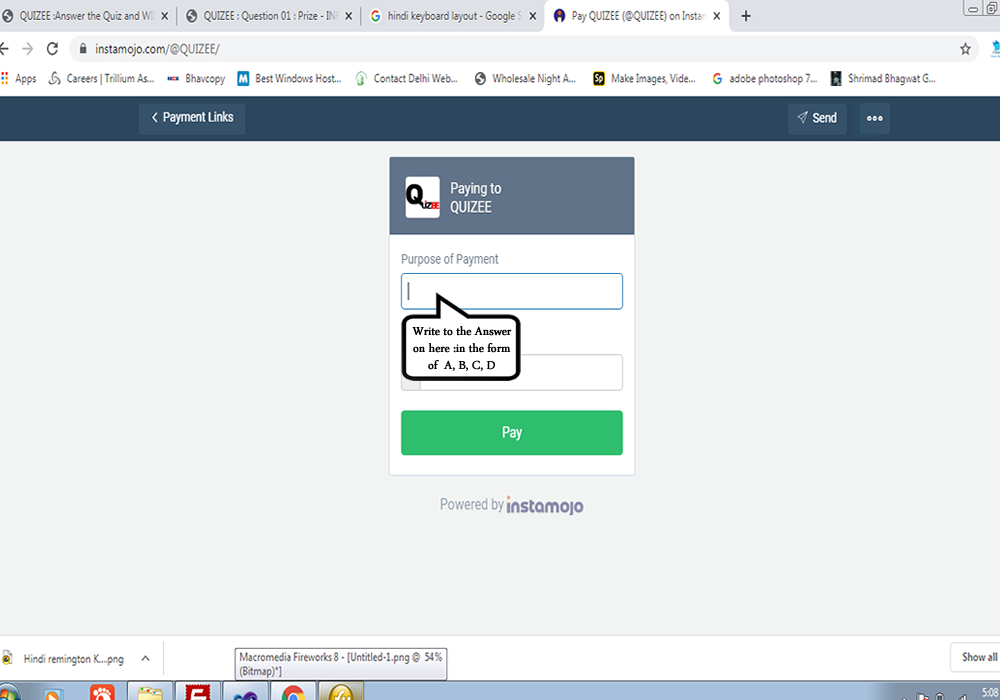 QUIZEE :Answer the Quiz and WI
QUIZEE : Question 01 : Prize - IN
hindi keyboard layout - Google S
Pay QUIZEE (@QUIZEE) on Instam
instamojo.com/@QUIZEE/
Apps
Careers | Trillium As...
Bhavcopy
Best Windows Host...
Contact Delhi Web...
Wholesale Night A...
Make Images, Vide...
adobe photoshop 7...
Shrimad Bhagwat G...
Payment Links
Send
QUIZEE
Paying to
QUIZEE
Purpose of Payment
Write to the Answer
on here :in the form
of A, B, C, D
Pay
Powered by instamojo
Hindi remington K....png
Macromedia Fireworks 8 - [Untitled-1.png @ 54%
(Bitmap)*]
Show all
5:08